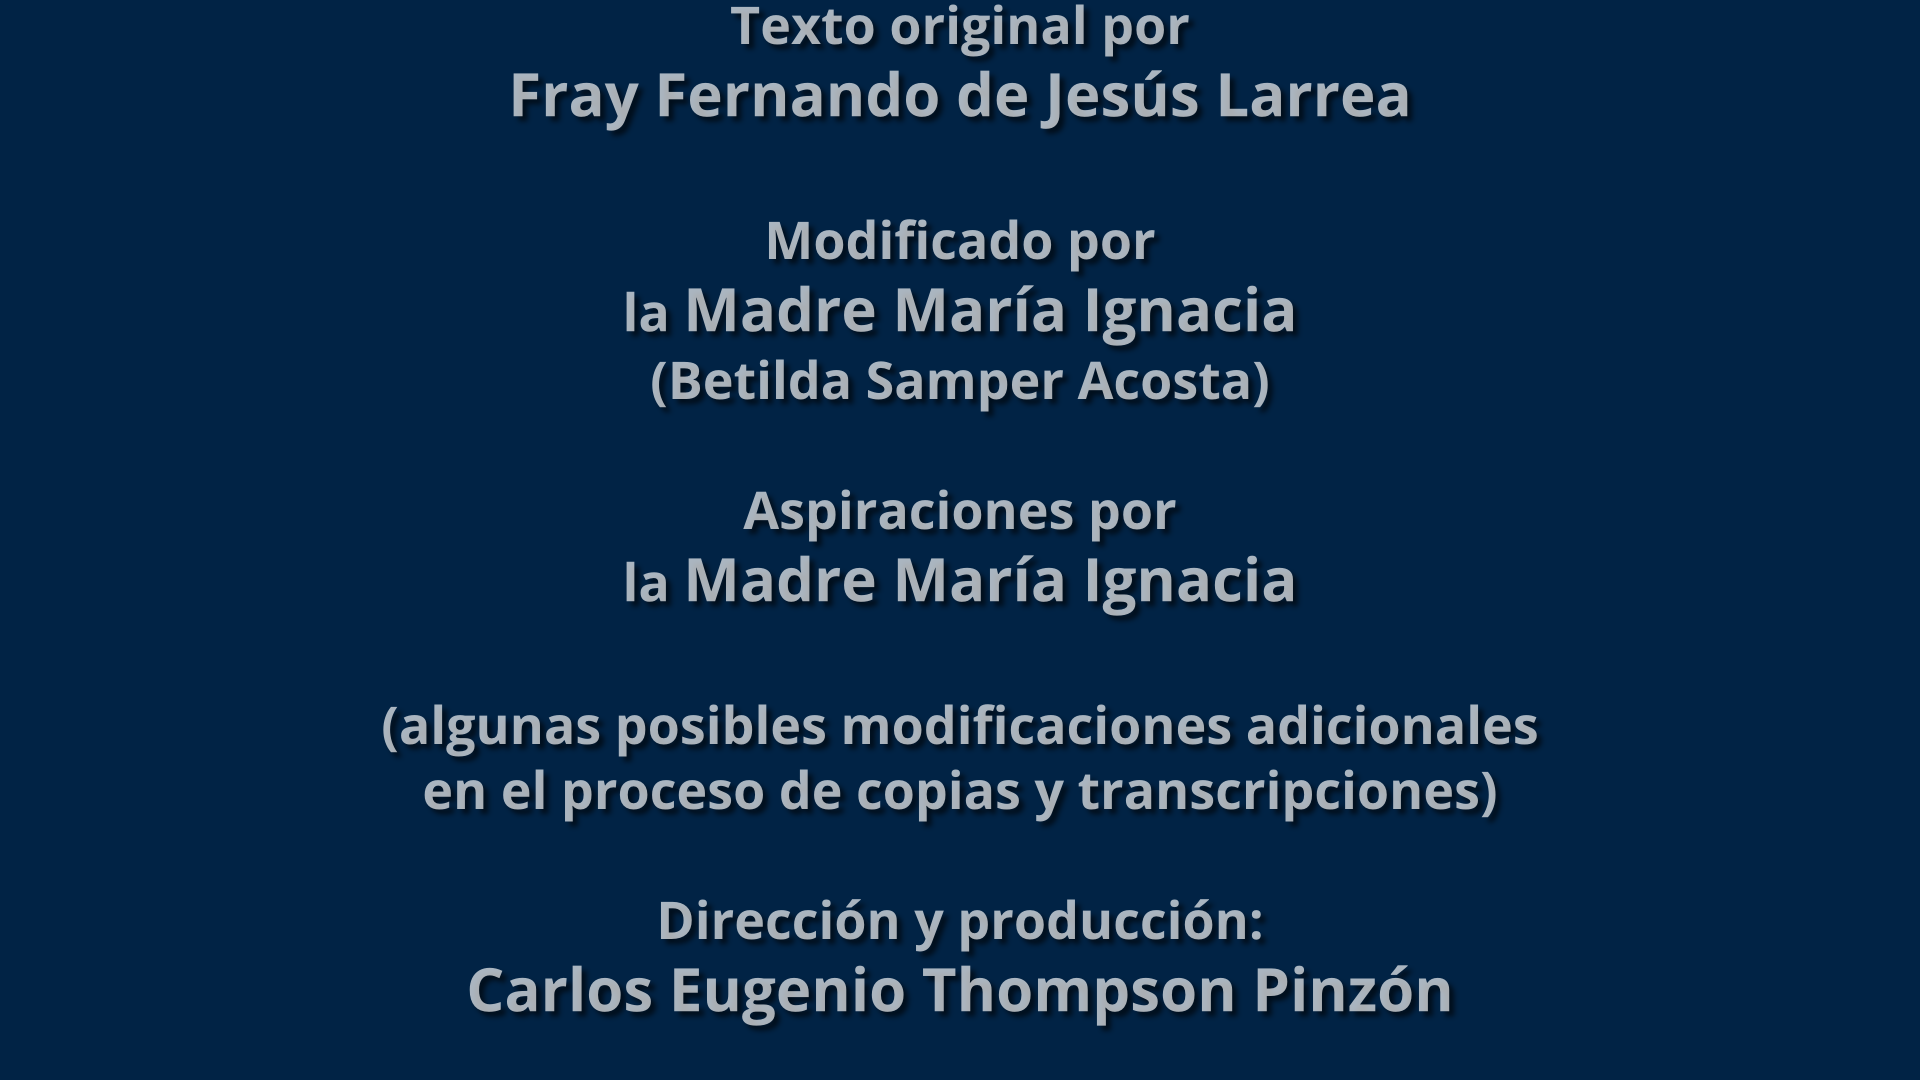 Texto original por
Fray Fernando de Jesús Larrea
Modificado por
la Madre María Ignacia
(Betilda Samper Acosta)
Aspiraciones por
la Madre María Ignacia
(algunas posibles modificaciones adicionales
en el proceso de copias y transcripciones)
Dirección y producción:
Carlos Eugenio Thompson Pinzón